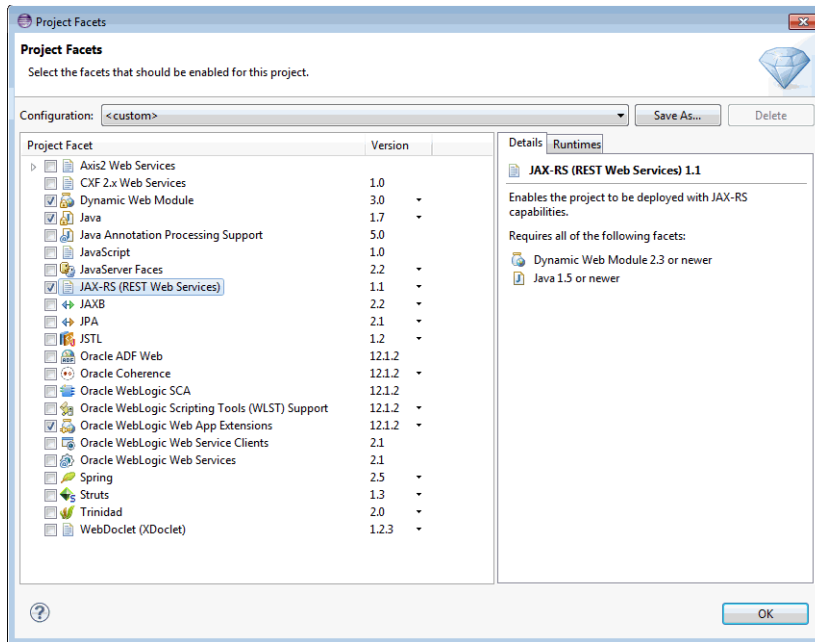 Project Facets
Project Facets
Select the facets that should be enabled for this project.
Configuration: <custom> Save As... Delete
Project Facet Version
Axis2 Web Services
CXF 2.x Web Services 1.0
Dynamic Web Module 3.0
Java 1.7
Java Annotation Processing Support 5.0
JavaScript 1.0
JavaServer Faces 2.2
JAX-RS (REST Web Services) 1.1
JAXB 2.2
JPA 2.1
JSTL 1.2
Oracle ADF Web 12.1.2
Oracle Coherence 12.1.2
Oracle WebLogic SCA 12.1.2
Oracle WebLogic Scripting Tools (WLST) Support 12.1.2
Oracle WebLogic Web App Extensions 12.1.2
Oracle WebLogic Web Service Clients 2.1
Oracle WebLogic Web Services 2.1
Spring 2.5
Struts 1.3
Trinidad 2.0
WebDoclet (XDoclet) 1.2.3
Details Runtimes
JAX-RS (REST Web Services) 1.1
Enables the project to be deployed with JAX-RS
capabilities.
Requires all of the following facets:
Dynamic Web Module 2.3 or newer
Java 1.5 or newer
OK